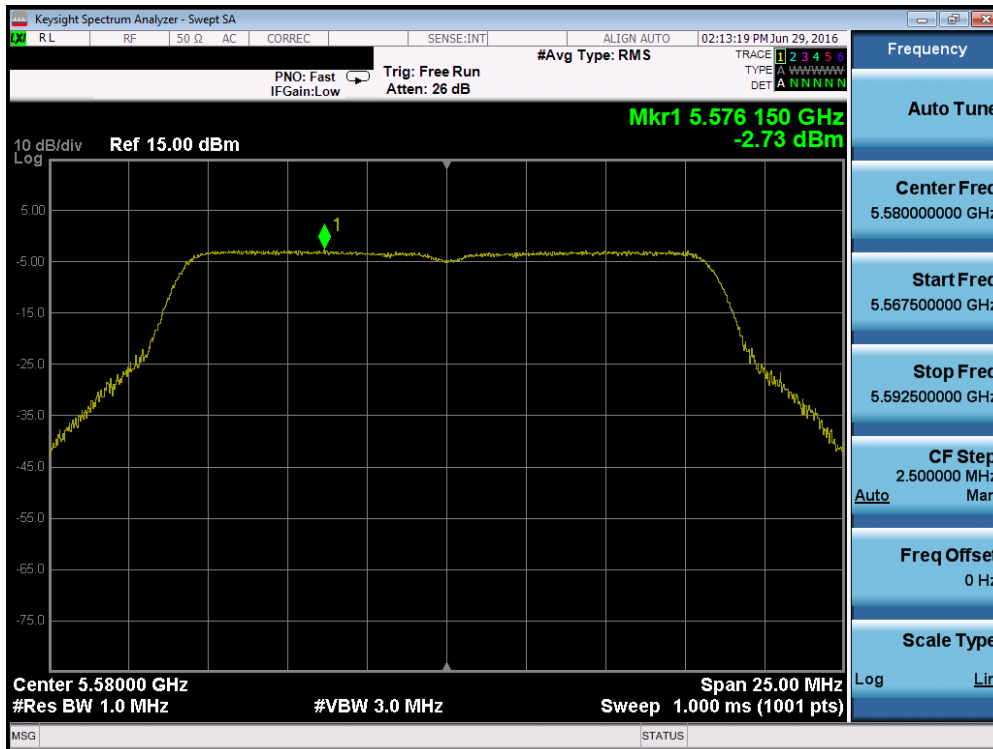 Keysight Spectrum Analyzer - Swept SA
LXI RL RF 50 Ω AC CORREC SENSE:INT ALIGN AUTO 02:13:19 PM Jun 29, 2016
PNO: Fast
IFGain:Low
Trig: Free Run
Atten: 26 dB
#Avg Type: RMS
TRACE 1 2 3 4 5 6
TYPE A WWWWW
DET A N N N N N
Mkr1 5.576 150 GHz
-2.73 dBm
10 dB/div
Log
Ref 15.00 dBm
1
5.00
-5.00
-15.0
-25.0
-35.0
-45.0
-55.0
-65.0
-75.0
Center 5.58000 GHz
Span 25.00 MHz
#Res BW 1.0 MHz
#VBW 3.0 MHz
Sweep 1.000 ms (1001 pts)
MSG
STATUS
Frequency
Auto Tune
Center Freq
5.580000000 GHz
Start Freq
5.567500000 GHz
Stop Freq
5.592500000 GHz
CF Step
2.500000 MHz
Auto Man
Freq Offset
0 Hz
Scale Type
Log Lin